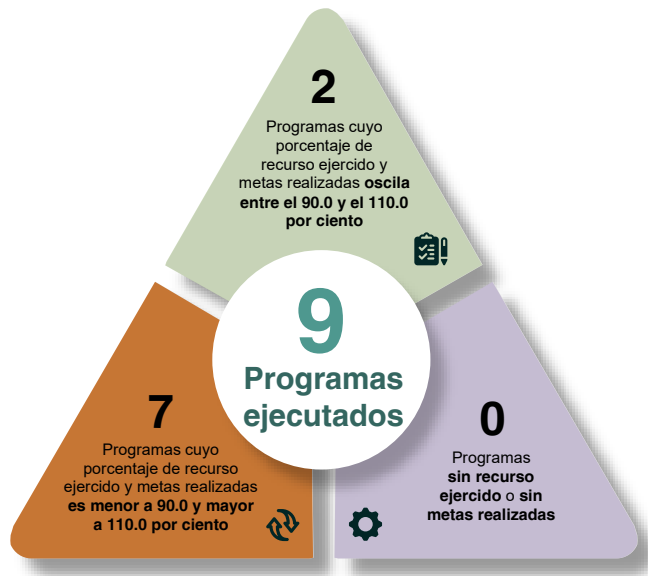 2
Programas cuyo
porcentaje de
recurso ejercido y
metas realizadas oscila
entre el 90.0 y el 110.0
por ciento
9
Programas
ejecutados
7
Programas cuyo
porcentaje de recurso
ejercido y metas realizadas
es menor a 90.0 y mayor
a 110.0 por ciento
0
Programas
sin recurso
ejercido o sin
metas realizadas